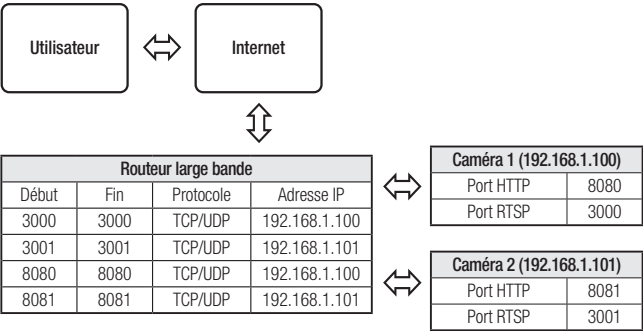 Utilisateur
Internet
Routeur large bande
Début Fin Protocole Adresse IP
3000 3000 TCP/UDP 192.168.1.100
3001 3001 TCP/UDP 192.168.1.101
8080 8080 TCP/UDP 192.168.1.100
8081 8081 TCP/UDP 192.168.1.101
Caméra 1 (192.168.1.100)
Port HTTP 8080
Port RTSP 3000
Caméra 2 (192.168.1.101)
Port HTTP 8081
Port RTSP 3001